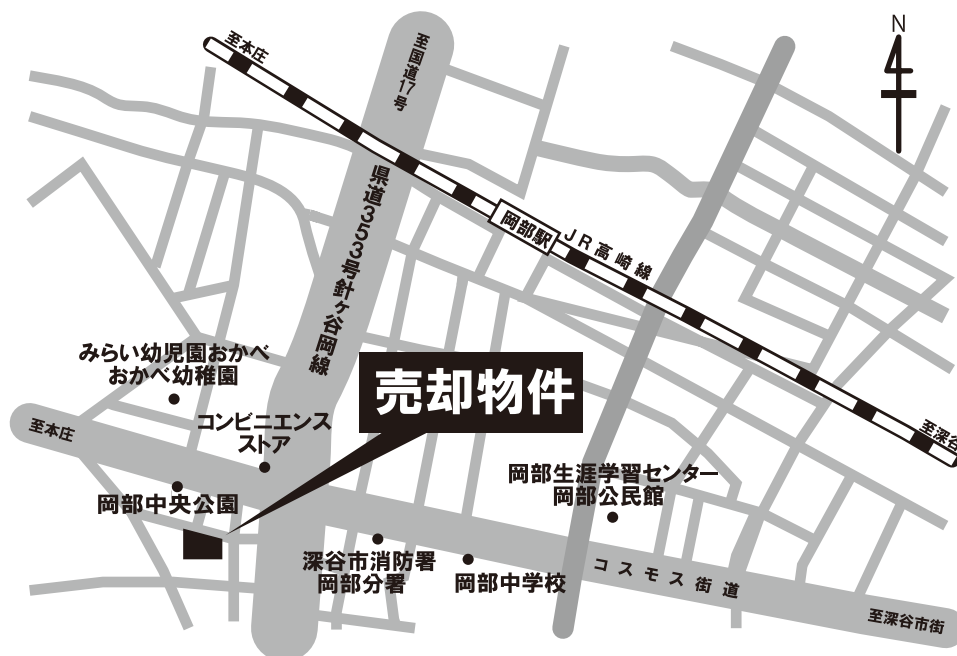 N
至本庄
至国道17号
県道353号針ヶ谷岡線
岡部駅
JR高崎線
至深谷
みらい幼児園おかべ
おかべ幼稚園
売却物件
コンビニエンス
ストア
至本庄
岡部中央公園
岡部生涯学習センター
岡部公民館
深谷市消防署
岡部分署
岡部中学校
コスモス街道
至深谷市街